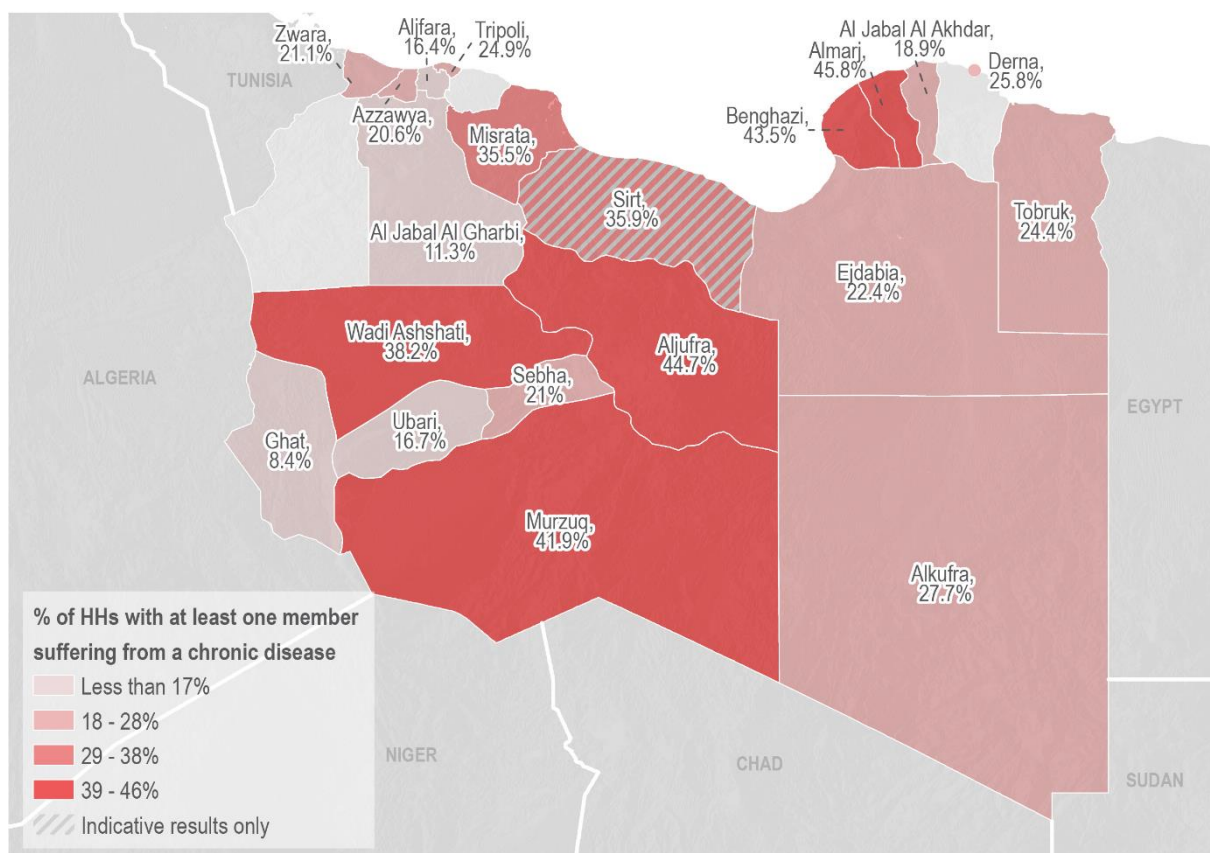 Zwara,
21.1%
Aljfara,
16.4%
Tripoli,
24.9%
Al Jabal Al Akhdar,
18.9%
Almarj,
45.8%
Derna,
25.8%
TUNISIA
Azzawya,
20.6%
Misrata,
35.5%
Benghazi,
43.5%
Sirt,
35.9%
Tobruk,
24.4%
Al Jabal Al Gharbi,
11.3%
Ejdabia,
22.4%
Wadi Ashshati,
38.2%
Aljufra,
44.7%
ALGERIA
Sebha,
21%
EGYPT
Ubari,
16.7%
Ghat,
8.4%
Murzuq,
41.9%
Alkufra,
27.7%
% of HHs with at least one member
suffering from a chronic disease
Less than 17%
18 - 28%
29 - 38%
39 - 46%
Indicative results only
NIGER
CHAD
SUDAN